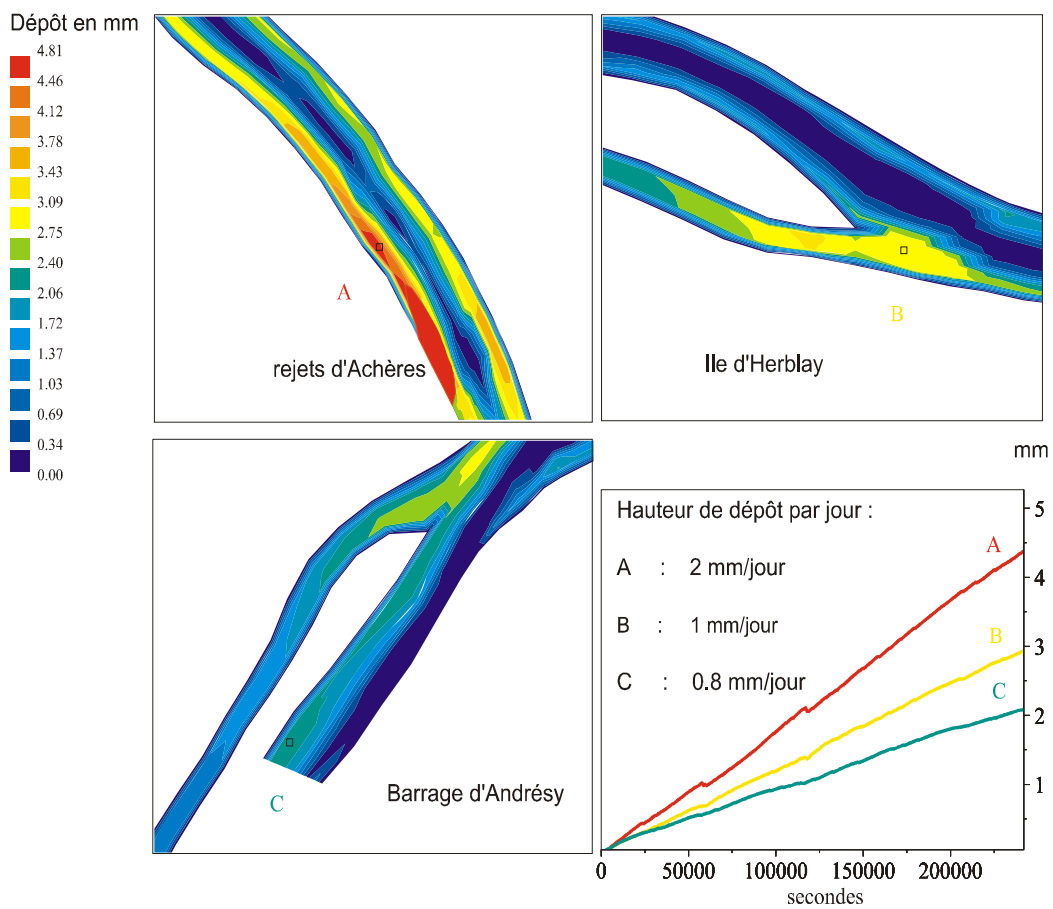 Dépôt en mm
4.81
4.46
4.12
3.78
3.43
3.09
2.75
2.40
2.06
1.72
1.37
1.03
0.69
0.34
0.00
A
rejets d'Achères
B
Ile d'Herblay
C
Barrage d'Andrésy
mm
Hauteur de dépôt par jour :
A : 2 mm/jour
B : 1 mm/jour
C : 0.8 mm/jour
A
B
C
5
4
3
2
1
0 50000 100000 150000 200000
secondes